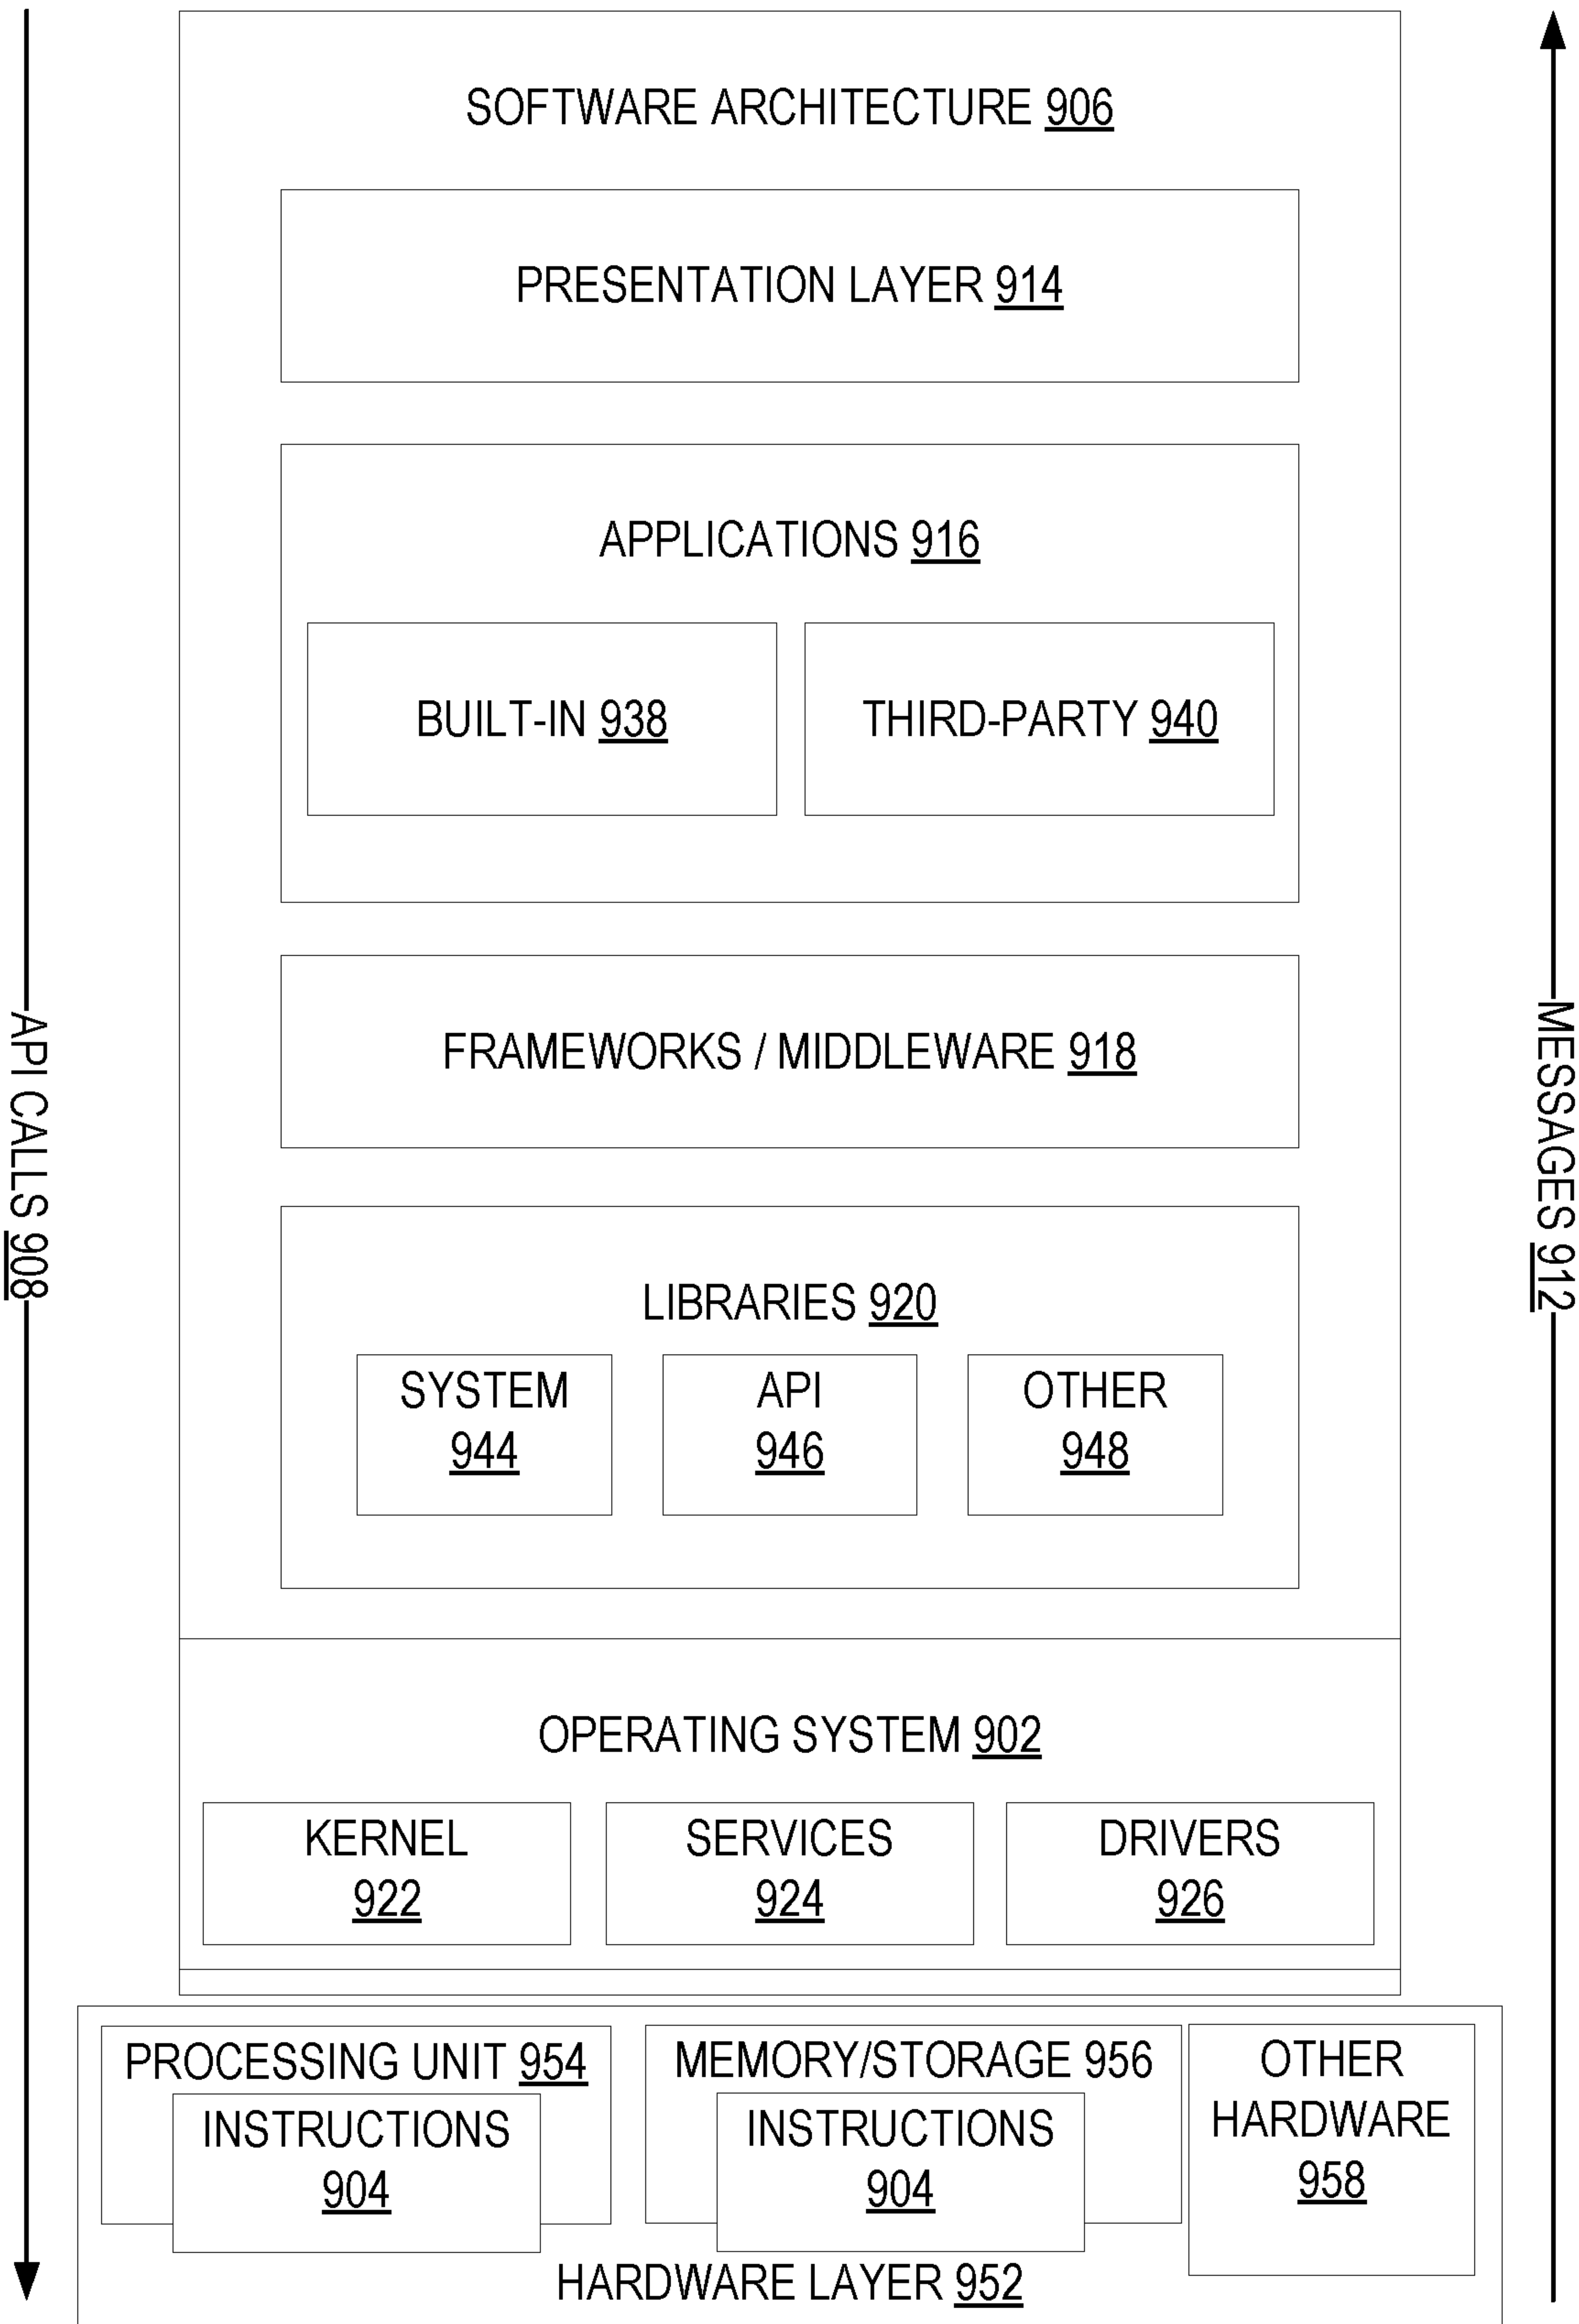 SOFTWARE ARCHITECTURE 906
PRESENTATION LAYER 914
APPLICATIONS 916
BUILT-IN 938
THIRD-PARTY 940
FRAMEWORKS / MIDDLEWARE 918
API CALLS 908
MESSAGES 912
LIBRARIES 920
SYSTEM
944
API
946
OTHER
948
OPERATING SYSTEM 902
KERNEL
922
SERVICES
924
DRIVERS
926
PROCESSING UNIT 954
INSTRUCTIONS
904
MEMORY/STORAGE 956
INSTRUCTIONS
904
OTHER
HARDWARE
958
HARDWARE LAYER 952